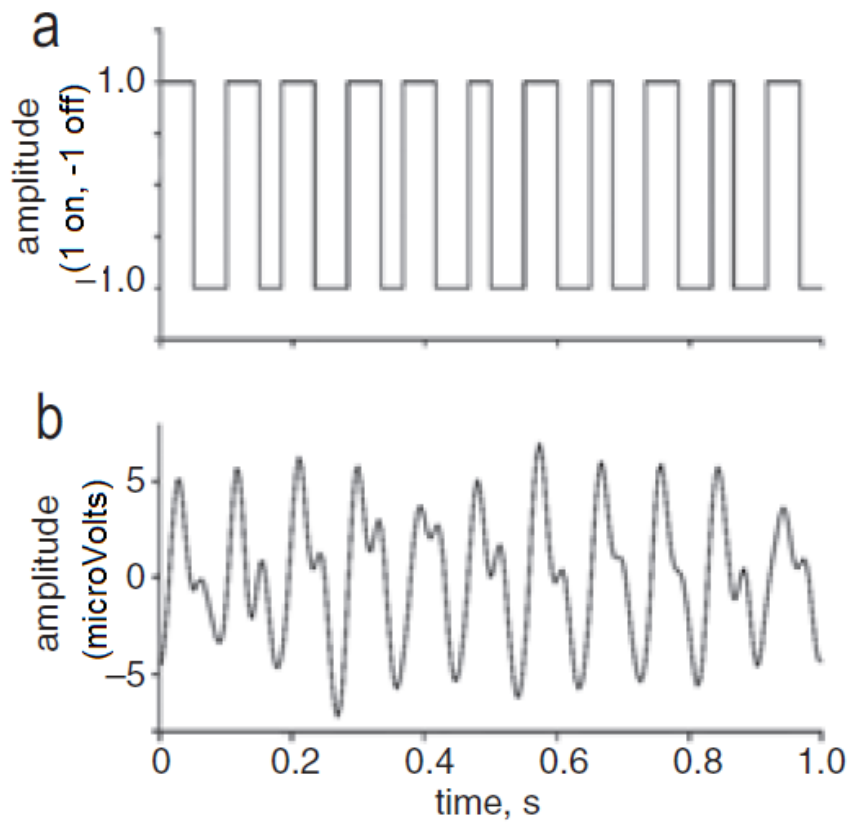 a
amplitude
(1 on, -1 off)
1.0
–1.0
b
amplitude
(microVolts)
5
0
–5
0 0.2 0.4 0.6 0.8 1.0
time, s